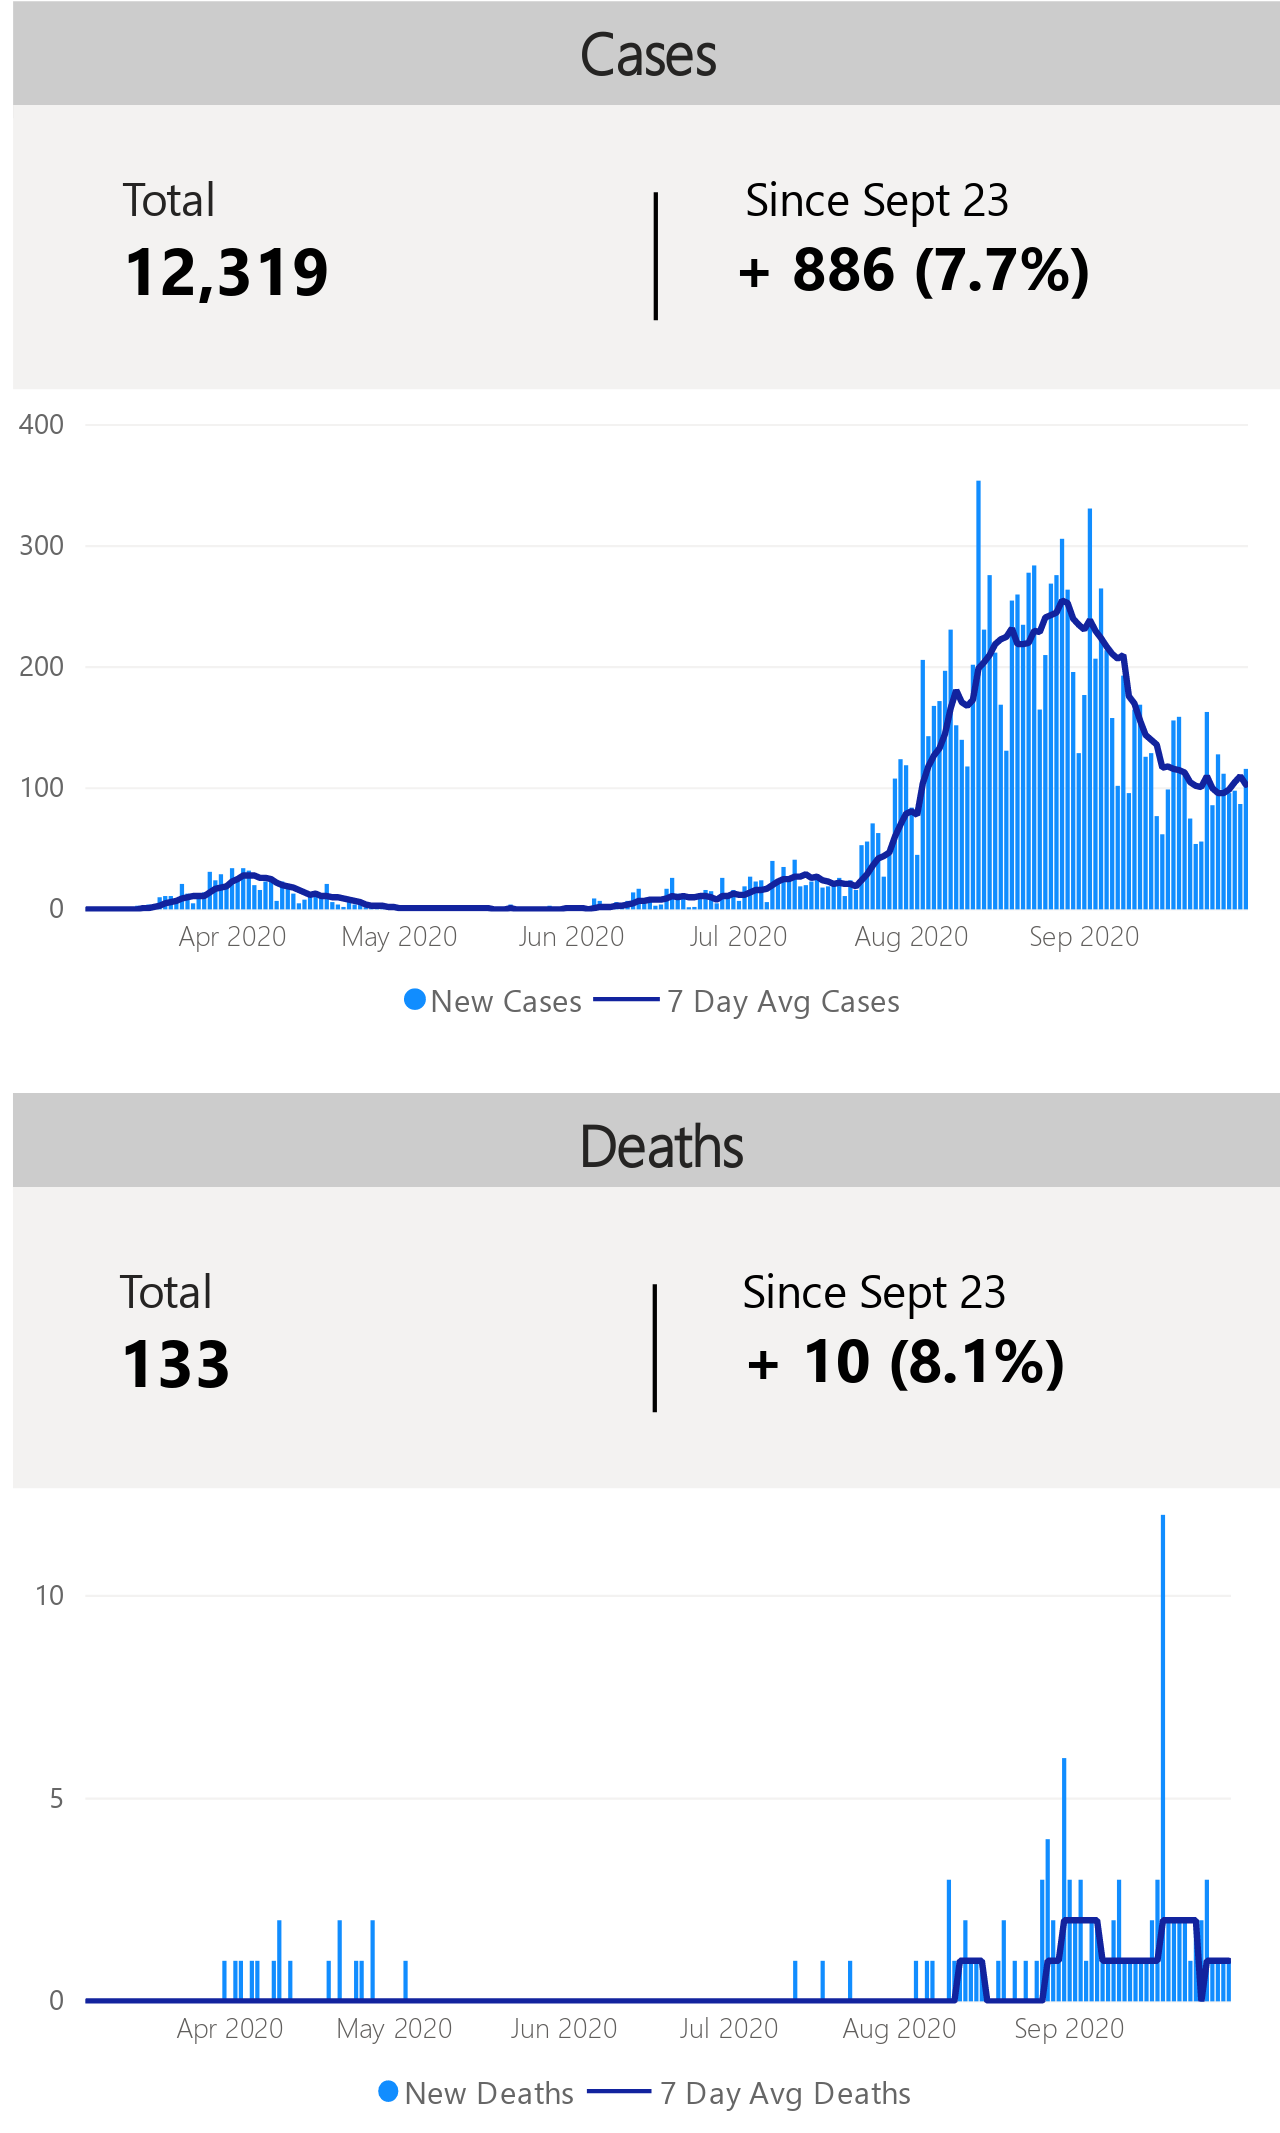 Cases
Total
Since Sept 23
12,319
+ 886 (7.7%)
400
300
200
100
0
Apr 2020 May 2020 Jun 2020 Jul 2020 Aug 2020 Sep 2020
New Cases 7 Day Avg Cases
Deaths
Total
Since Sept 23
133
+ 10 (8.1%)
10
5
0
Apr 2020 May 2020 Jun 2020 Jul 2020 Aug 2020 Sep 2020
New Deaths 7 Day Avg Deaths